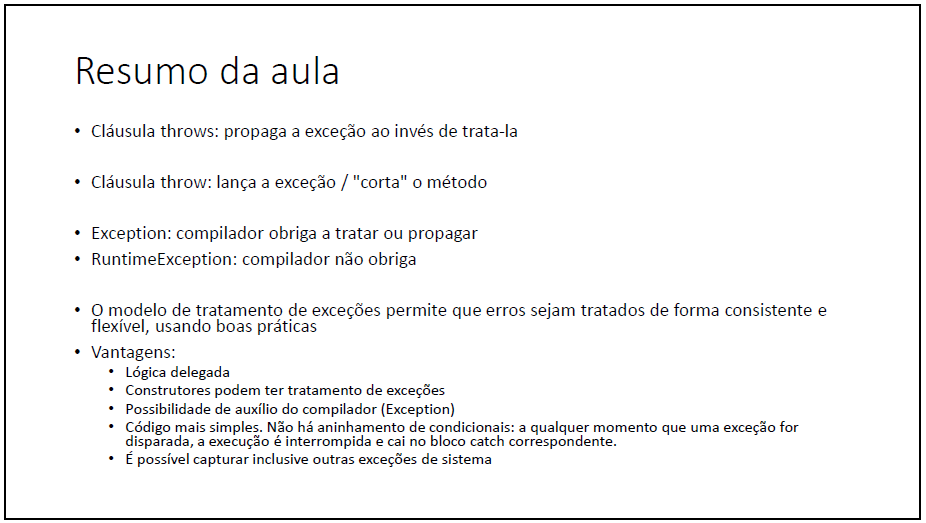 Resumo da aula
• Cláusula throws: propaga a exceção ao invés de trata-la
• Cláusula throw: lança a exceção / "corta" o método
• Exception: compilador obriga a tratar ou propagar
• RuntimeException: compilador não obriga
• O modelo de tratamento de exceções permite que erros sejam tratados de forma consistente e
flexível, usando boas práticas
• Vantagens:
• Lógica delegada
• Construtores podem ter tratamento de exceções
• Possibilidade de auxílio do compilador (Exception)
• Código mais simples. Não há aninhamento de condicionais: a qualquer momento que uma exceção for
disparada, a execução é interrompida e cai no bloco catch correspondente.
• É possível capturar inclusive outras exceções de sistema